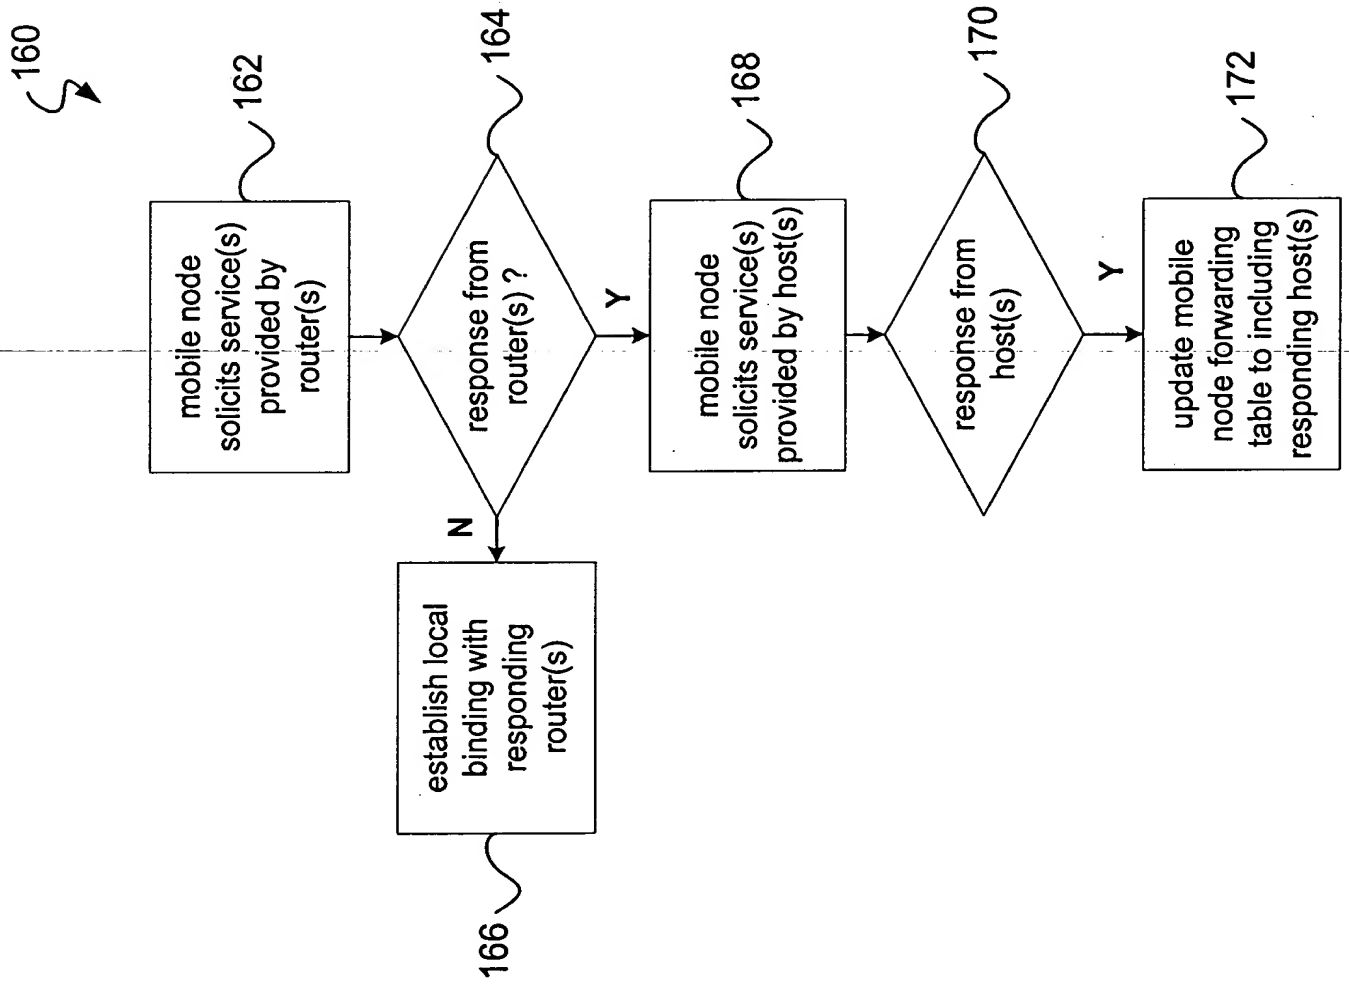 160
mobile node
solicits service(s)
provided by
router(s)
162
response from
router(s) ?
164
N
establish local
binding with
responding
router(s)
166
Y
mobile node
solicits service(s)
provided by host(s)
168
response from
host(s)
170
Y
update mobile
node forwarding
table to including
responding host(s)
172